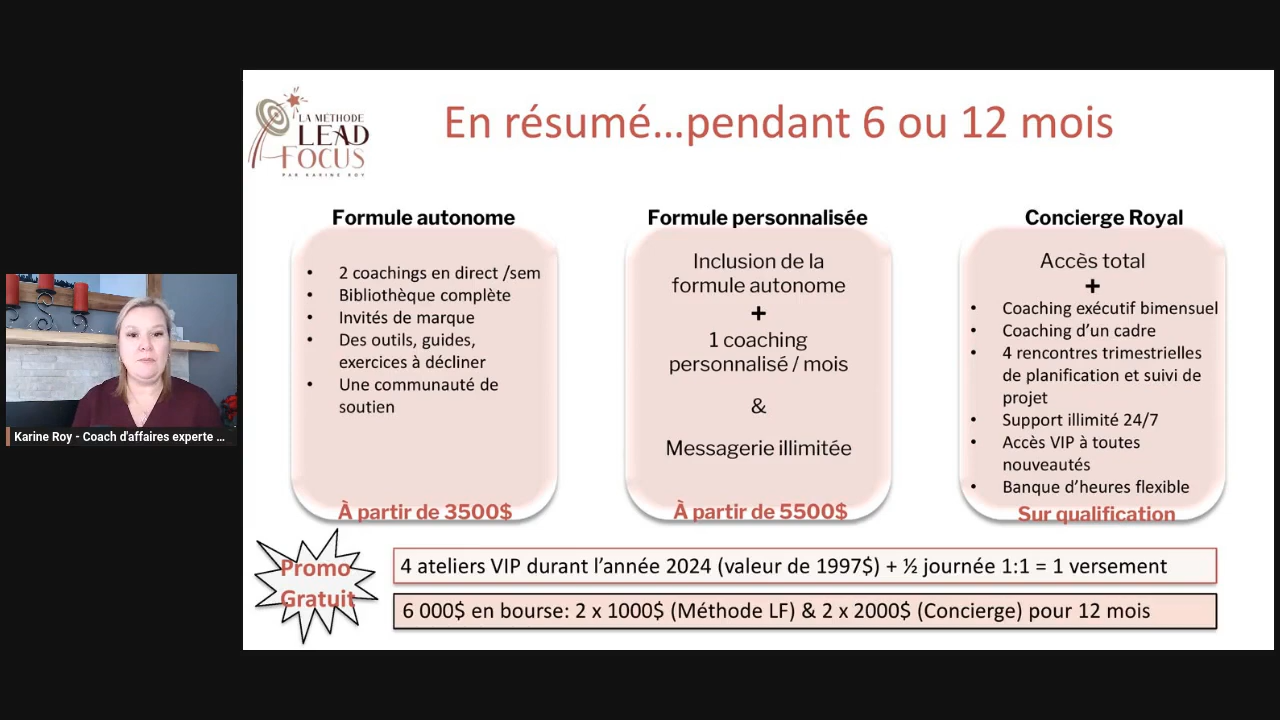 LA MÉTHODE
LEAD
FOCUS
PAR KARINE ROY
En résumé...pendant 6 ou 12 mois
Formule autonome
• 2 coachings en direct /sem
• Bibliothèque complète
• Invités de marque
• Des outils, guides,
exercices à décliner
• Une communauté de
soutien
À partir de 3500$
Formule personnalisée
Inclusion de la
formule autonome
+
1 coaching
personnalisé / mois
&
Messagerie illimitée
À partir de 5500$
Concierge Royal
Accès total
+
• Coaching exécutif bimensuel
• Coaching d'un cadre
• 4 rencontres trimestrielles
de planification et suivi de
projet
• Support illimité 24/7
• Accès VIP à toutes
nouveautés
• Banque d'heures flexible
Sur qualification
Promo
Gratuit
4 ateliers VIP durant l'année 2024 (valeur de 1997$) + ½ journée 1:1 = 1 versement
6 000$ en bourse: 2 x 1000$ (Méthode LF) & 2 x 2000$ (Concierge) pour 12 mois
Karine Roy - Coach d'affaires experte ...